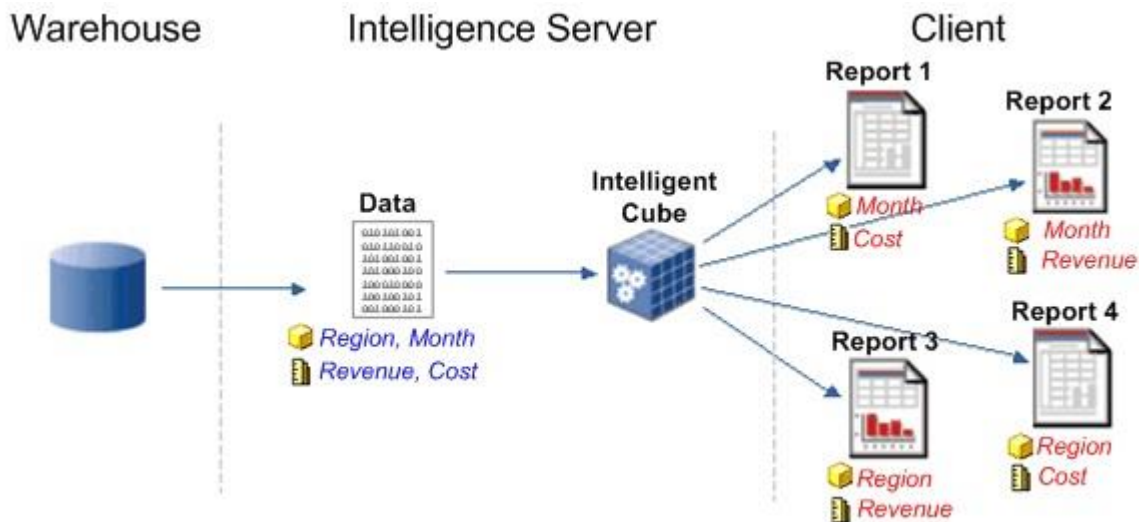 Warehouse
Intelligence Server
Client
Report 1
Report 2
Intelligent
Cube
Data
010101001
Month
Cost
Month
Revenue
Region, Month
Revenue, Cost
Report 3
Report 4
Region
Revenue
Region
Cost